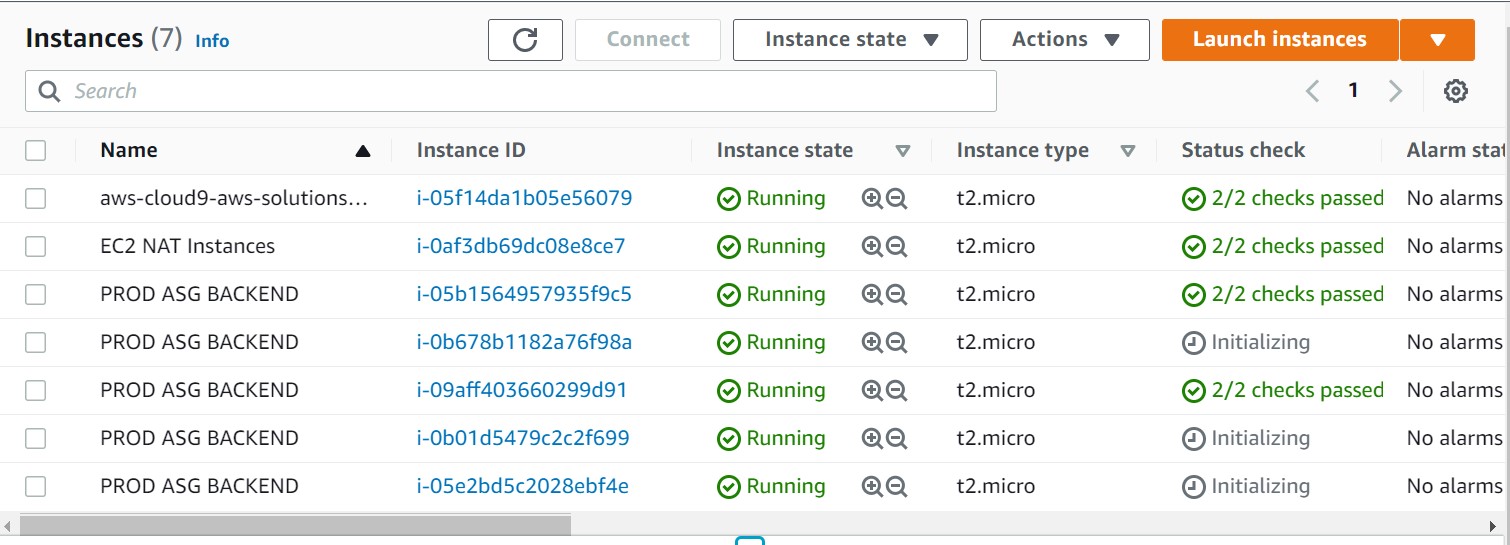 Instances (7) Info Connect Instance state Actions Launch instances
Search 1
Name Instance ID Instance state Instance type Status check Alarm stat
aws-cloud9-aws-solutions... i-05f14da1b05e56079 Running t2.micro 2/2 checks passed No alarms
EC2 NAT Instances i-0af3db69dc08e8ce7 Running t2.micro 2/2 checks passed No alarms
PROD ASG BACKEND i-05b1564957935f9c5 Running t2.micro 2/2 checks passed No alarms
PROD ASG BACKEND i-0b678b1182a76f98a Running t2.micro Initializing No alarms
PROD ASG BACKEND i-09aff403660299d91 Running t2.micro 2/2 checks passed No alarms
PROD ASG BACKEND i-0b01d5479c2c2f699 Running t2.micro Initializing No alarms
PROD ASG BACKEND i-05e2bd5c2028ebf4e Running t2.micro Initializing No alarms